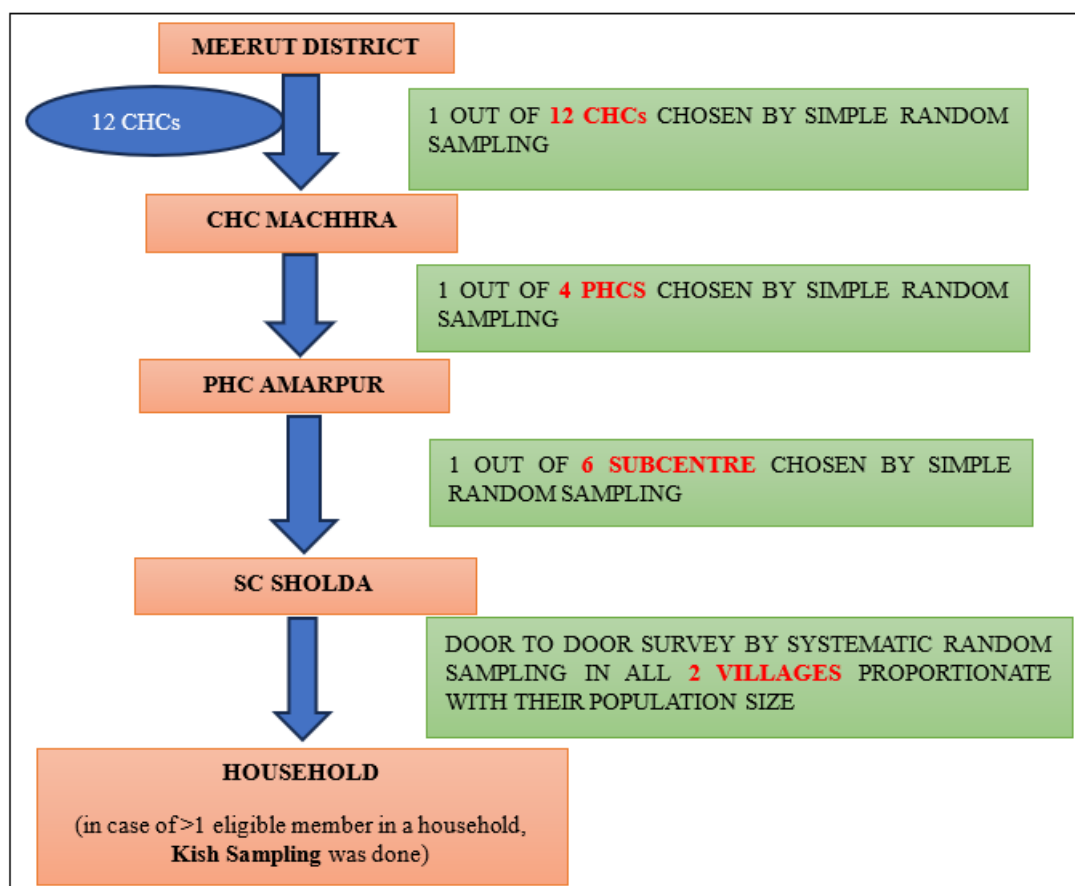 MEERUT DISTRICT
12 CHCs
1 OUT OF 12 CHCs CHOSEN BY SIMPLE RANDOM
SAMPLING
CHC MACHHRA
1 OUT OF 4 PHCS CHOSEN BY SIMPLE RANDOM
SAMPLING
PHC AMARPUR
1 OUT OF 6 SUBCENTRE CHOSEN BY SIMPLE
RANDOM SAMPLING
SC SHOLDA
DOOR TO DOOR SURVEY BY SYSTEMATIC RANDOM
SAMPLING IN ALL 2 VILLAGES PROPORTIONATE
WITH THEIR POPULATION SIZE
HOUSEHOLD
(in case of >1 eligible member in a household,
Kish Sampling was done)